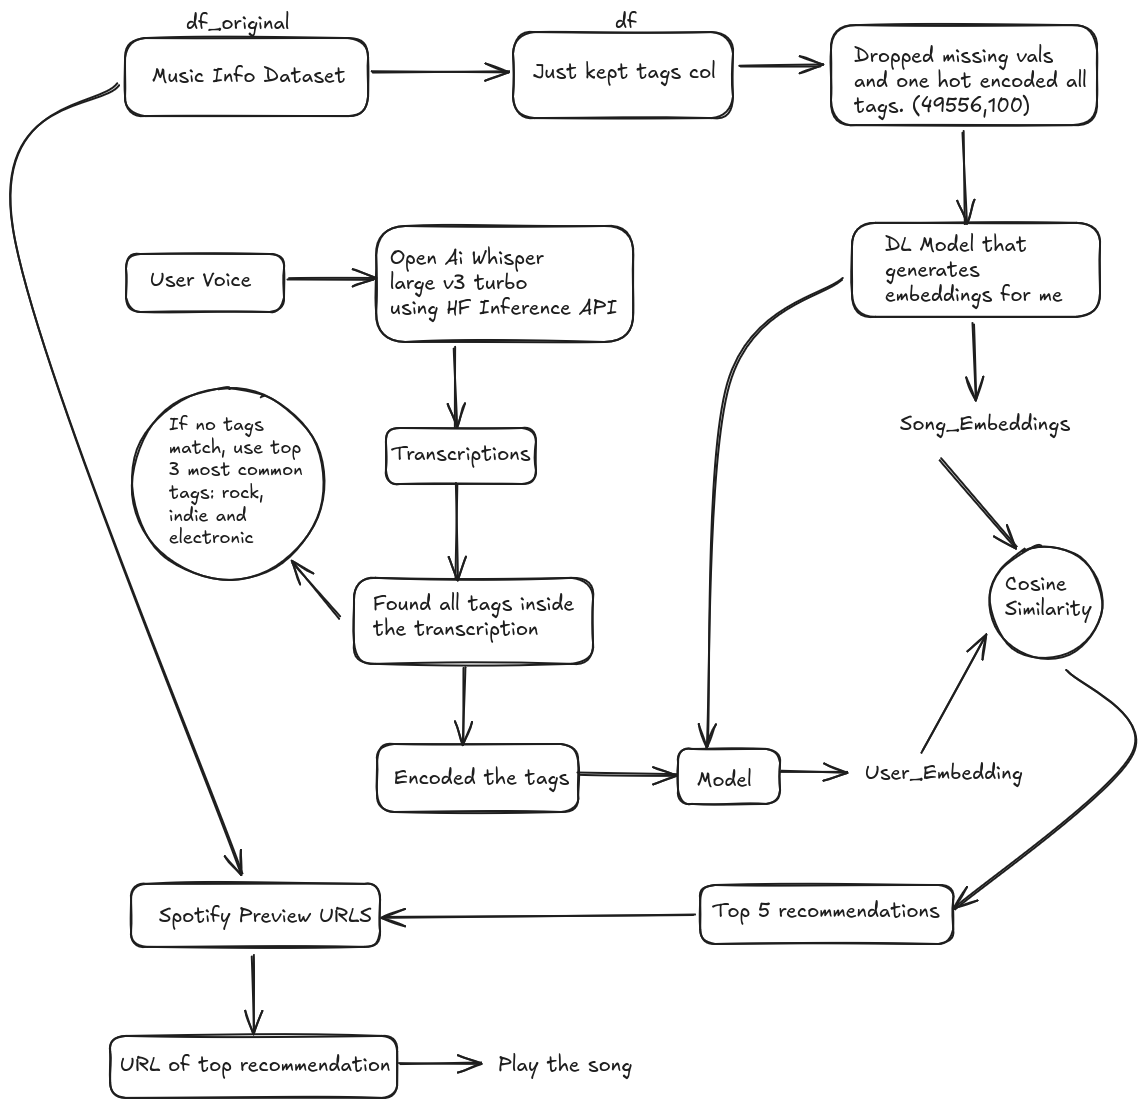 df_original
df
Music Info Dataset
Just kept tags col
Dropped missing vals
and one hot encoded all
tags. (49556,100)
User Voice
Open Ai Whisper
large v3 turbo
using HF Inference API
DL Model that
generates
embeddings for me
If no tags
match, use top
3 most common
tags: rock,
indie and
electronic
Transcriptions
Song_Embeddings
Found all tags inside
the transcription
Cosine
Similarity
Encoded the tags
Model
User_Embedding
Spotify Preview URLS
Top 5 recommendations
URL of top recommendation
Play the song